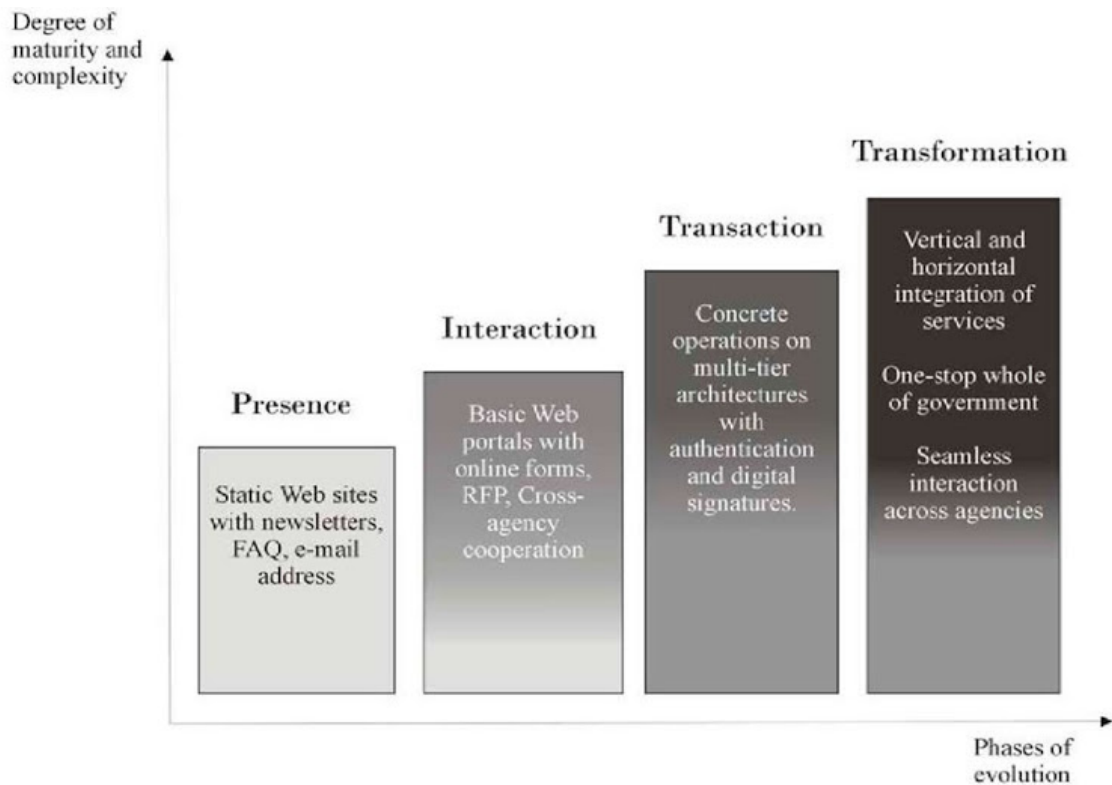 Degree of
maturity and
complexity
Presence
Static Web sites
with newsletters,
FAQ, e-mail
address
Interaction
Basic Web
portals with
online forms,
RFP, Cross-
agency
cooperation
Transaction
Concrete
operations on
multi-tier
architectures
with
authentication
and digital
signatures.
Transformation
Vertical and
horizontal
integration of
services
One-stop whole
of government
Seamless
interaction
across agencies
Phases of
evolution